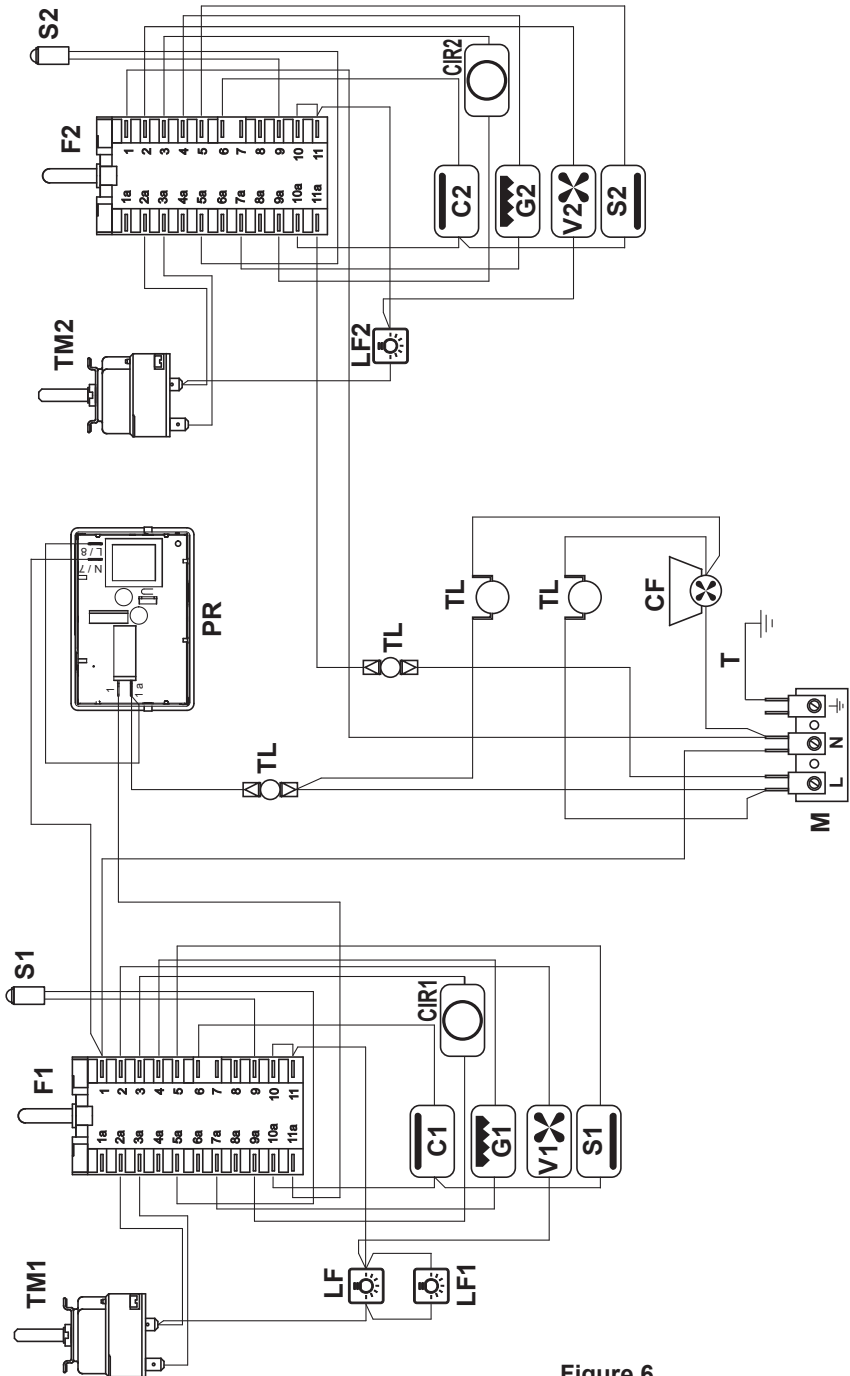 TM1
F1
S1
1a
2a
3a
4a
5a
6a
7a
8a
9a
10a
11a
1
2
3
4
5
6
7
8
9
10
11
LF
LF1
C1
G1
V1
S1
CIR1
PR
1
1 a
N / 7
L / 8
TL
TL
TL
TL
CF
T
M
L
N
TM2
F2
S2
1a
2a
3a
4a
5a
6a
7a
8a
9a
10a
11a
1
2
3
4
5
6
7
8
9
10
11
LF2
C2
G2
V2
S2
CIR2
Figure 6